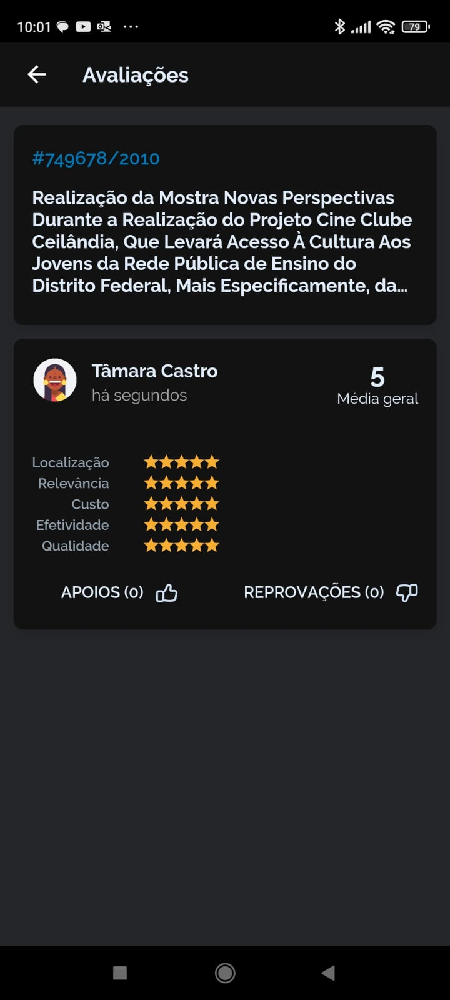 10:01
79
Avaliações
#749678/2010
Realização da Mostra Novas Perspectivas
Durante a Realização do Projeto Cine Clube
Ceilândia, Que Levará Acesso À Cultura Aos
Jovens da Rede Pública de Ensino do
Distrito Federal, Mais Especificamente, da...
Tâmara Castro
há segundos
5
Média geral
Localização
Relevância
Custo
Efetividade
Qualidade
APOIOS (0)
REPROVAÇÕES (0)